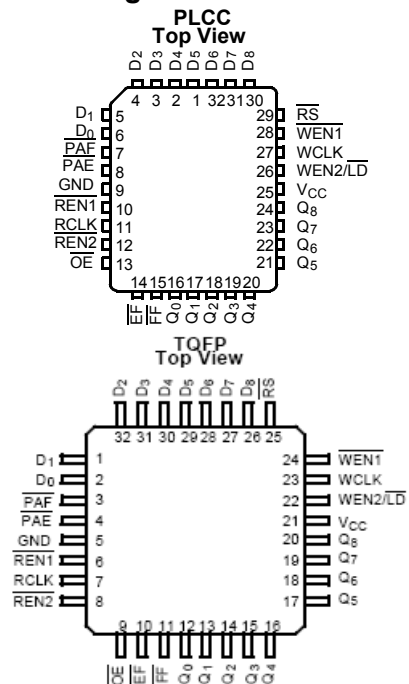 PLCC
Top View
D2 D3 D4 D5 D6 D7 D8
4 3 2 1 32 31 30
D1 5
D0 6
PAF 7
PAE 8
GND 9
REN1 10
RCLK 11
REN2 12
OE 13
29 RS
28 WEN1
27 WCLK
26 WEN2/LD
25 VCC
24 Q8
23 Q7
22 Q6
21 Q5
14 15 16 17 18 19 20
EF FF Q0 Q1 Q2 Q3 Q4
TQFP
Top View
D2 D3 D4 D5 D6 D7 D8 RS
32 31 30 29 28 27 26 25
D1 1
D0 2
PAF 3
PAE 4
GND 5
REN1 6
RCLK 7
REN2 8
24 WEN1
23 WCLK
22 WEN2/LD
21 VCC
20 Q8
19 Q7
18 Q6
17 Q5
9 10 11 12 13 14 15 16
OE EF FF Q0 Q1 Q2 Q3 Q4